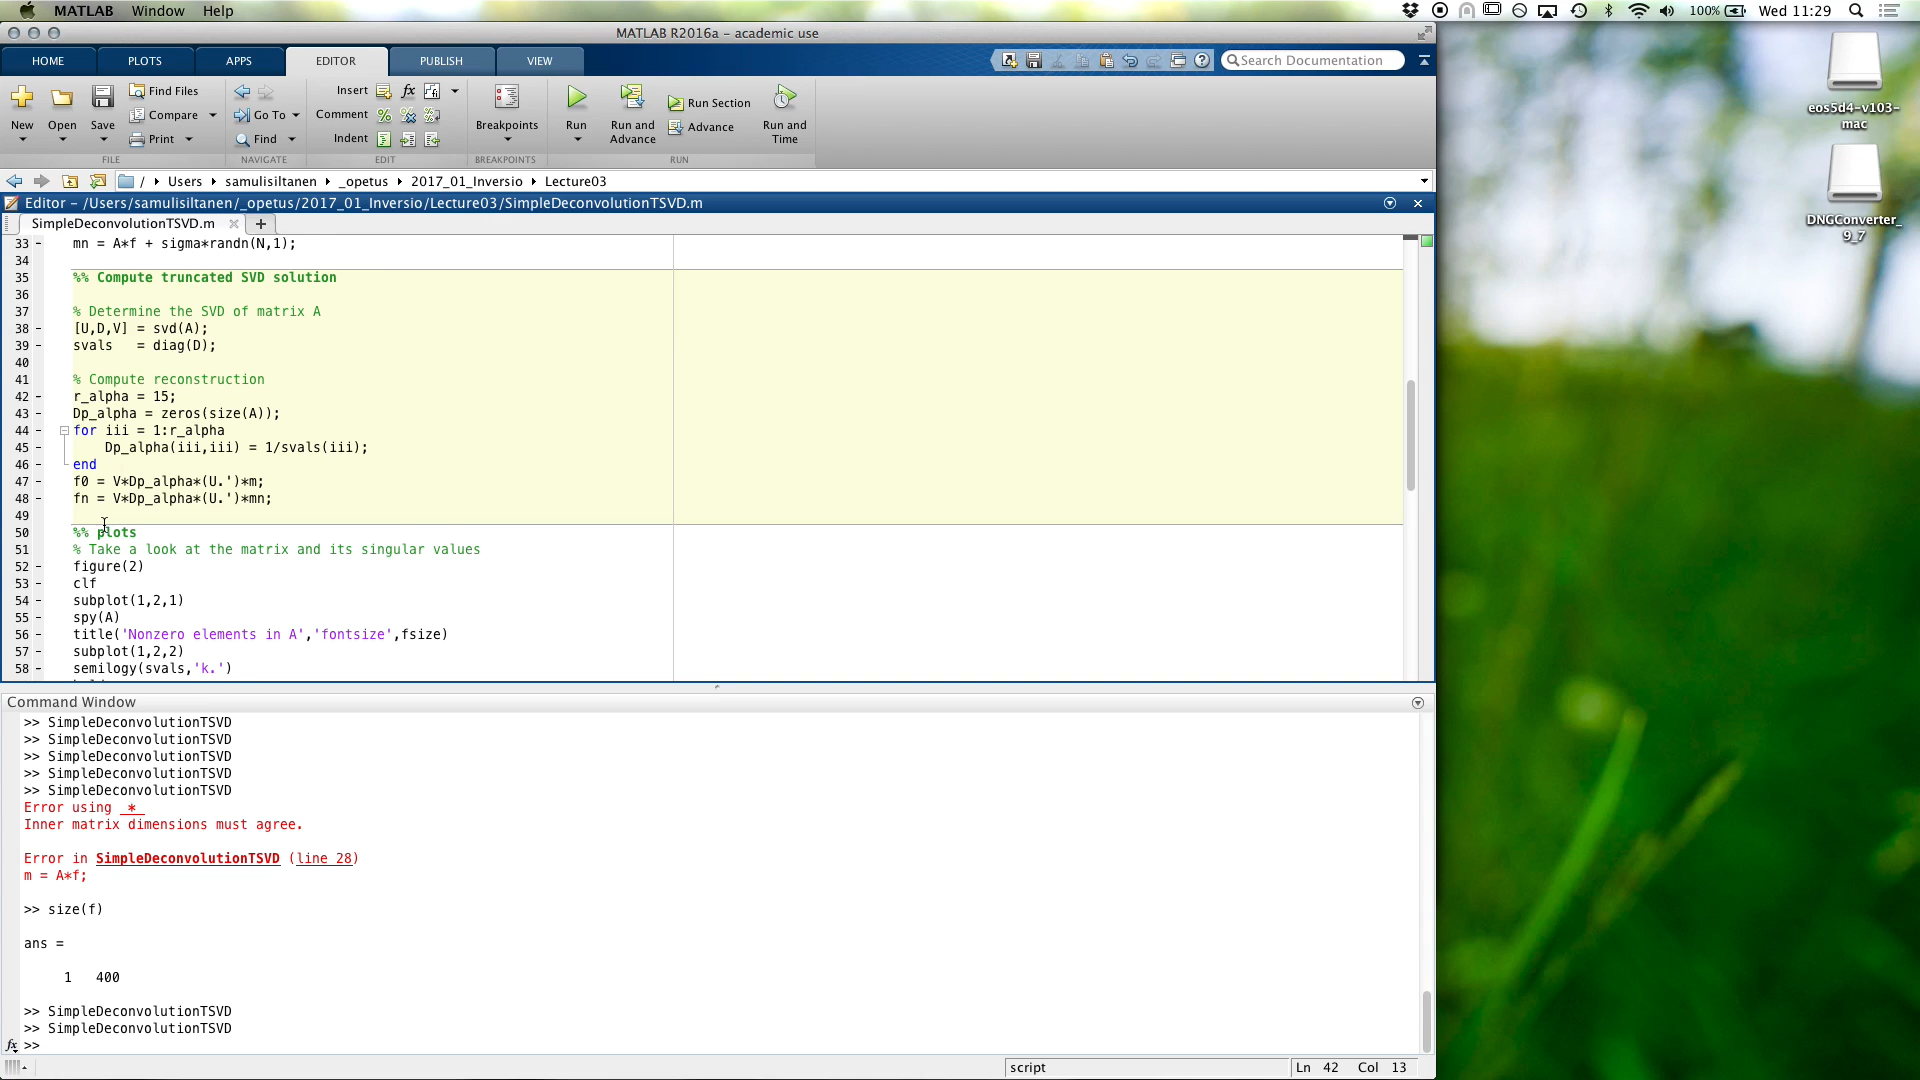 MATLAB Window Help 100% Wed 11:29
MATLAB R2016a - academic use
HOME PLOTS APPS EDITOR PUBLISH VIEW Search Documentation
New Open Save Find Files Compare Print
FILE
Go To Find
NAVIGATE
Insert fx
Comment
Indent
EDIT
Breakpoints
BREAKPOINTS
Run Run and Advance Run Section Advance Run and Time
RUN
/ Users samulisiltanen _opetus 2017_01_Inversio Lecture03
Editor - /Users/samulisiltanen/_opetus/2017_01_Inversio/Lecture03/SimpleDeconvolutionTSVD.m
SimpleDeconvolutionTSVD.m
33 - mn = A*f + sigma*randn(N,1);
34
35 %% Compute truncated SVD solution
36
37 % Determine the SVD of matrix A
38 - [U,D,V] = svd(A);
39 - svals = diag(D);
40
41 % Compute reconstruction
42 - r_alpha = 15;
43 - Dp_alpha = zeros(size(A));
44 - for iii = 1:r_alpha
45 - Dp_alpha(iii,iii) = 1/svals(iii);
46 - end
47 - f0 = V*Dp_alpha*(U.')*m;
48 - fn = V*Dp_alpha*(U.')*mn;
49
50 %% plots
51 % Take a look at the matrix and its singular values
52 - figure(2)
53 - clf
54 - subplot(1,2,1)
55 - spy(A)
56 - title('Nonzero elements in A','fontsize',fsize)
57 - subplot(1,2,2)
58 - semilogy(svals,'k.')
Command Window
>> SimpleDeconvolutionTSVD
>> SimpleDeconvolutionTSVD
>> SimpleDeconvolutionTSVD
>> SimpleDeconvolutionTSVD
>> SimpleDeconvolutionTSVD
Error using *
Inner matrix dimensions must agree.
Error in SimpleDeconvolutionTSVD (line 28)
m = A*f;
>> size(f)
ans =
1 400
>> SimpleDeconvolutionTSVD
>> SimpleDeconvolutionTSVD
fx >>
script Ln 42 Col 13
eos5d4-v103-
mac
DNGConverter_
9_7